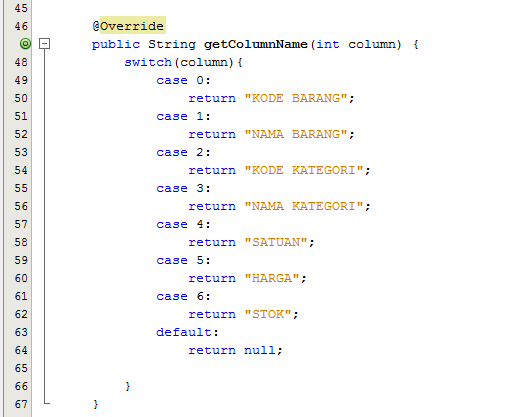 45
46 @Override
public String getColumnName(int column) {
48 switch(column){
49 case 0:
50 return "KODE BARANG";
51 case 1:
52 return "NAMA BARANG";
53 case 2:
54 return "KODE KATEGORI";
55 case 3:
56 return "NAMA KATEGORI";
57 case 4:
58 return "SATUAN";
59 case 5:
60 return "HARGA";
61 case 6:
62 return "STOK";
63 default:
64 return null;
65
66 }
67 }